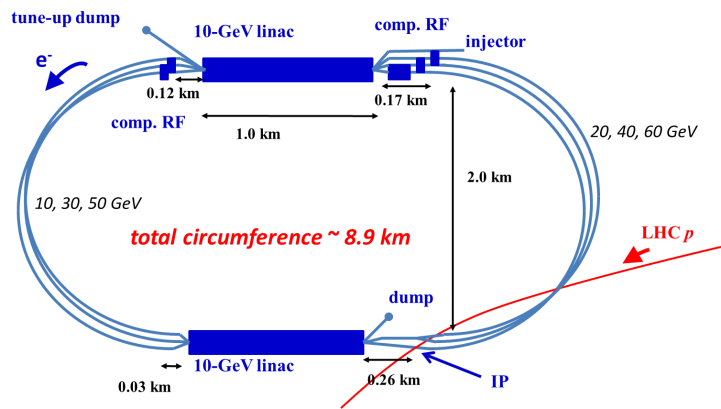 tune-up dump
10-GeV linac
comp. RF
injector
e-
0.12 km
0.17 km
comp. RF
1.0 km
20, 40, 60 GeV
2.0 km
10, 30, 50 GeV
total circumference ~ 8.9 km
LHC p
dump
10-GeV linac
0.03 km
0.26 km
IP